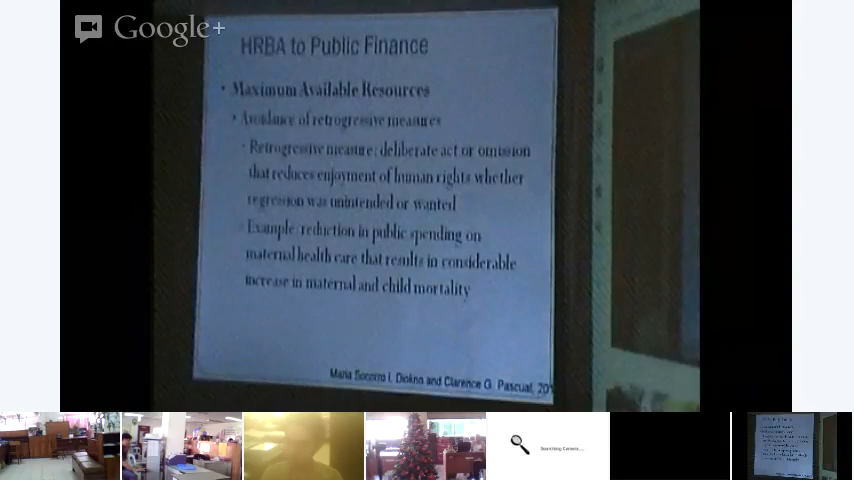 Google+
HRBA to Public Finance
• Maximum Available Resources
• Avoidance of retrogressive measures
• Retrogressive measure: deliberate act or omission
that reduces enjoyment of human rights whether
regression was unintended or wanted
Example: reduction in public spending on
maternal health care that results in considerable
increase in maternal and child mortality
Maria Socorro I. Diokno and Clarence G. Pascual, 201
Searching Camera....